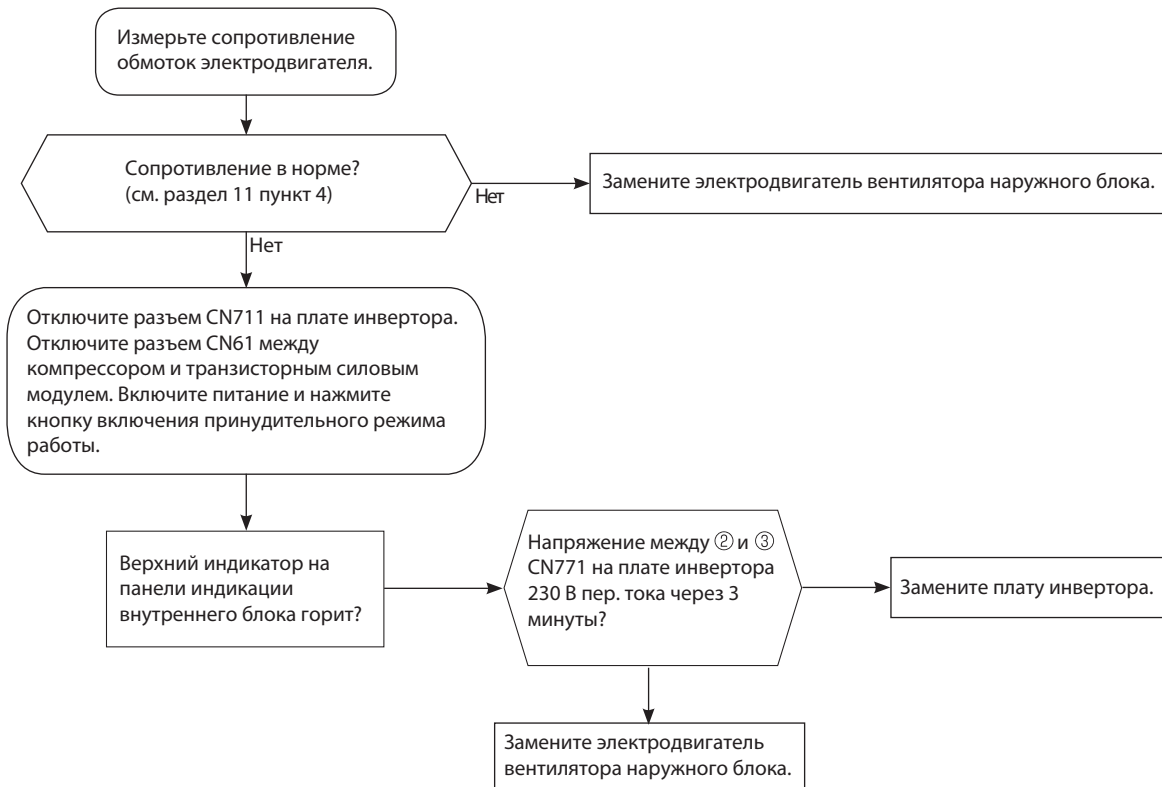 Измерьте сопротивление
обмоток электродвигателя.
Сопротивление в норме?
(см. раздел 11 пункт 4)
Нет
Замените электродвигатель вентилятора наружного блока.
Нет
Отключите разъем CN711 на плате инвертора.
Отключите разъем CN61 между
компрессором и транзисторным силовым
модулем. Включите питание и нажмите
кнопку включения принудительного режима
работы.
Верхний индикатор на
панели индикации
внутреннего блока горит?
Напряжение между ② и ③
CN771 на плате инвертора
230 В пер. тока через 3
минуты?
Замените плату инвертора.
Замените электродвигатель
вентилятора наружного блока.